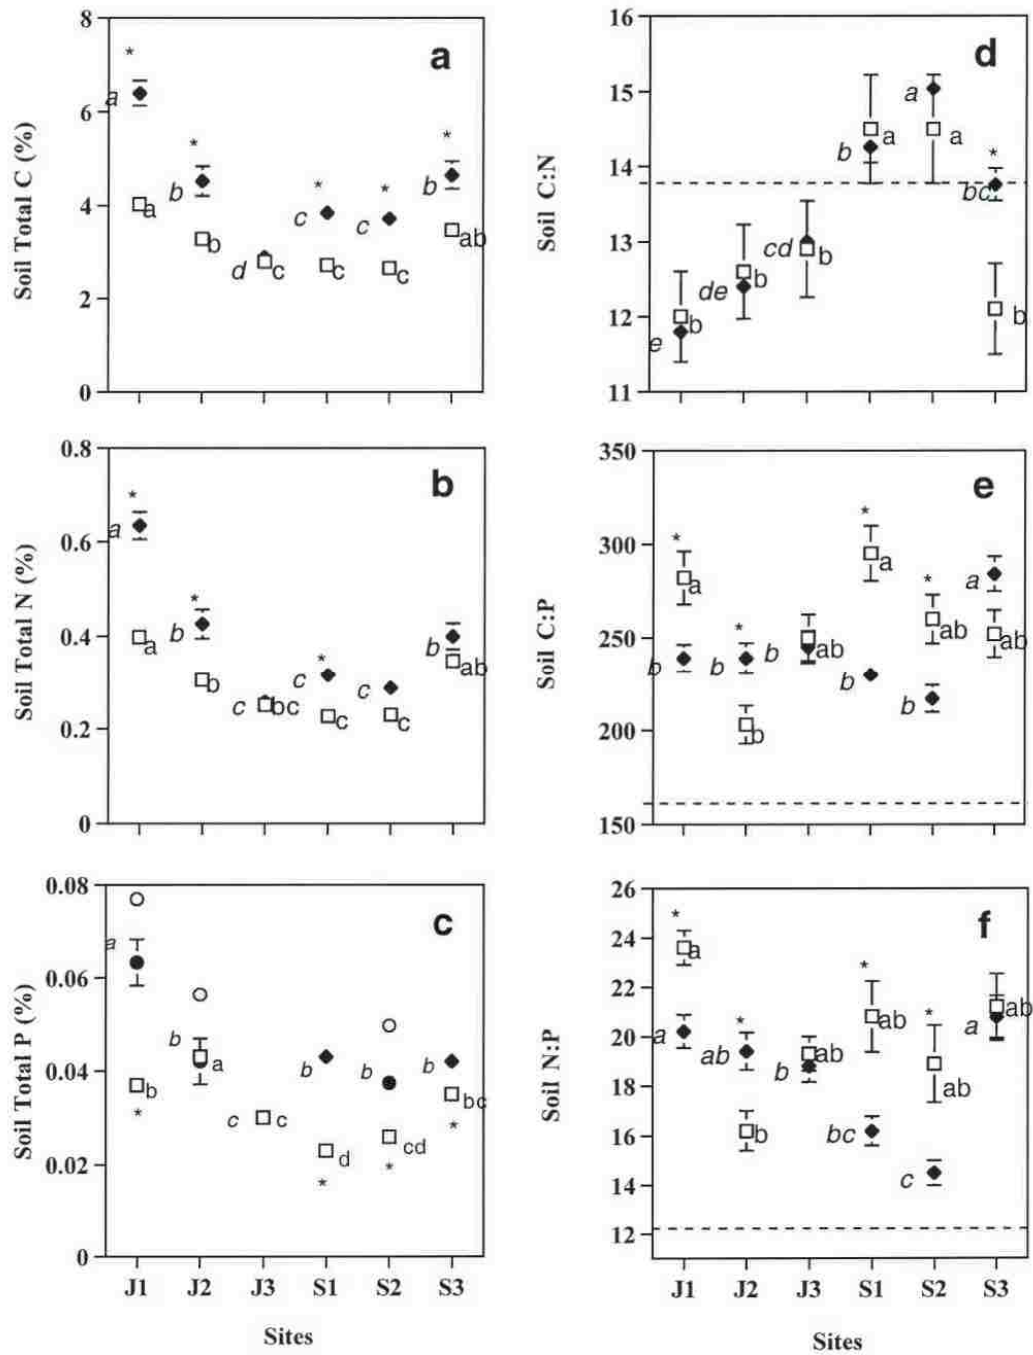 a
Soil Total C (%)
8
6
4
2
0
*
a
a
*
b
b
d
c
*
c
c
*
c
c
*
b
ab
d
Soil C:N
16
15
14
13
12
11
e
b
de
b
cd
b
b
a
a
a
*
bc
b
b
Soil Total N (%)
0.8
0.6
0.4
0.2
0
*
a
a
*
b
b
c
bc
*
c
c
c
c
b
ab
e
Soil C:P
350
300
250
200
150
*
a
b
*
b
b
b
ab
*
a
b
*
ab
b
a
ab
c
Soil Total P (%)
0.08
0.06
0.04
0.02
0
a
b
*
b
a
c
c
b
d
*
b
cd
*
b
bc
*
J1
J2
J3
S1
S2
S3
Sites
f
Soil N:P
26
24
22
20
18
16
14
12
*
a
a
*
ab
b
ab
b
*
ab
bc
*
ab
c
ab
a
J1
J2
J3
S1
S2
S3
Sites